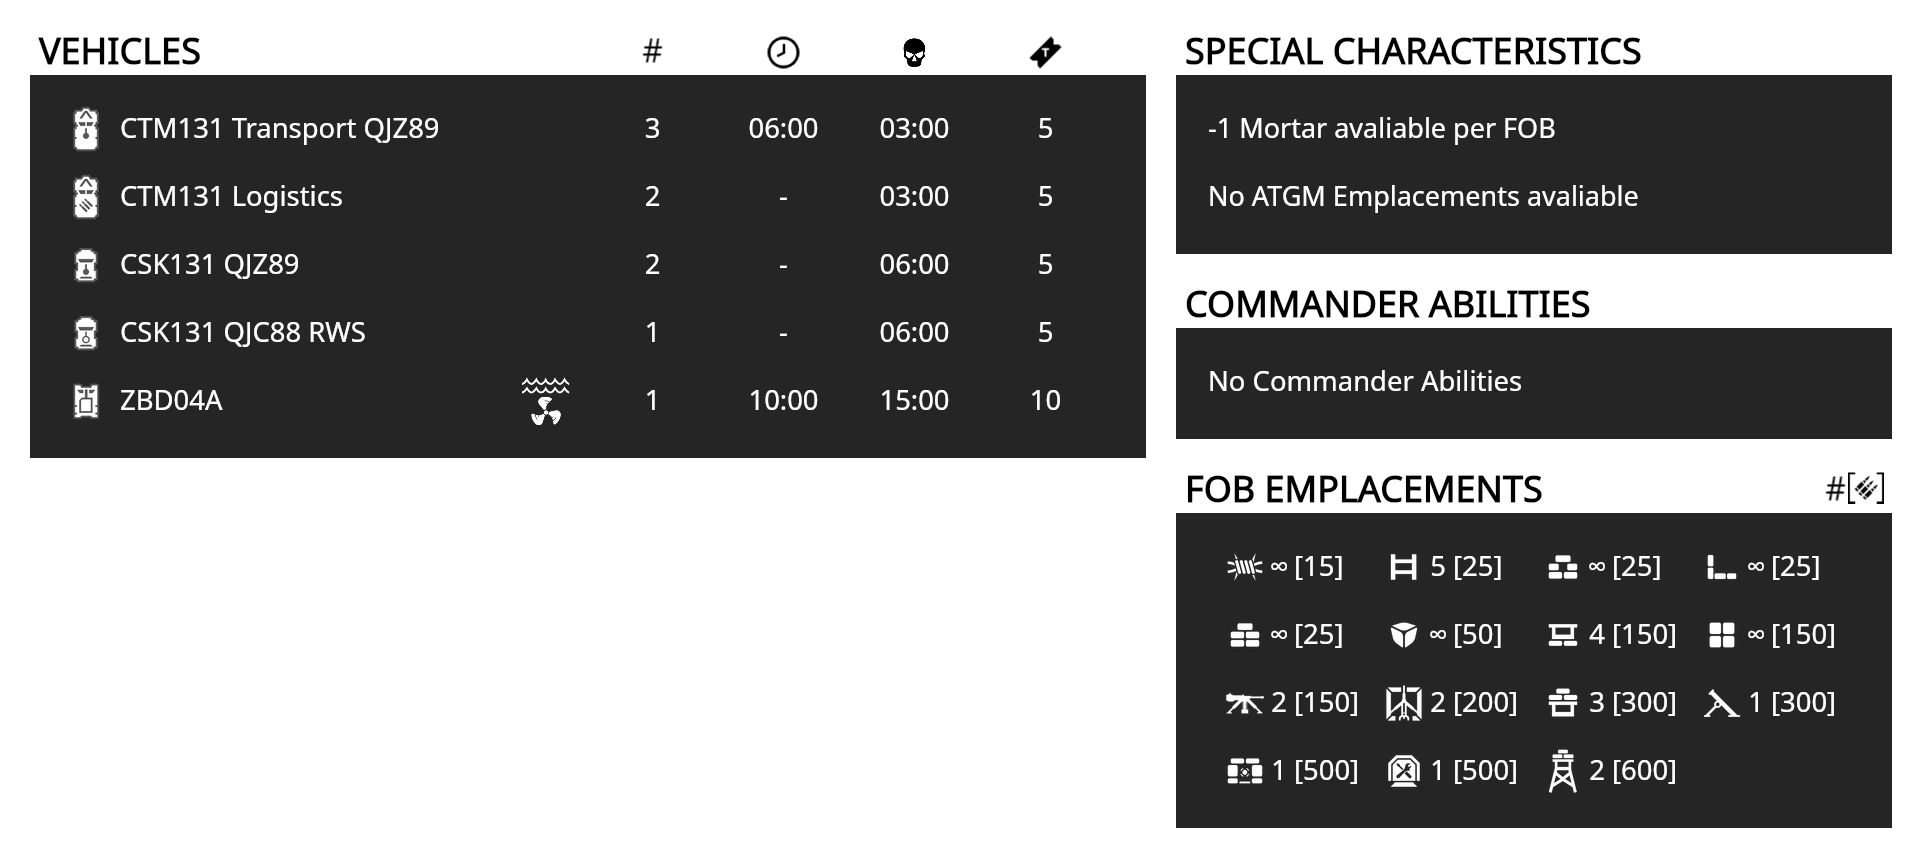 VEHICLES #
CTM131 Transport QJZ89 3 06:00 03:00 5
CTM131 Logistics 2 - 03:00 5
CSK131 QJZ89 2 - 06:00 5
CSK131 QJC88 RWS 1 - 06:00 5
ZBD04A 1 10:00 15:00 10
SPECIAL CHARACTERISTICS
-1 Mortar avaliable per FOB
No ATGM Emplacements avaliable
COMMANDER ABILITIES
No Commander Abilities
FOB EMPLACEMENTS #[]
∞ [15] 5 [25] ∞ [25] ∞ [25]
∞ [25] ∞ [50] 4 [150] ∞ [150]
2 [150] 2 [200] 3 [300] 1 [300]
1 [500] 1 [500] 2 [600]